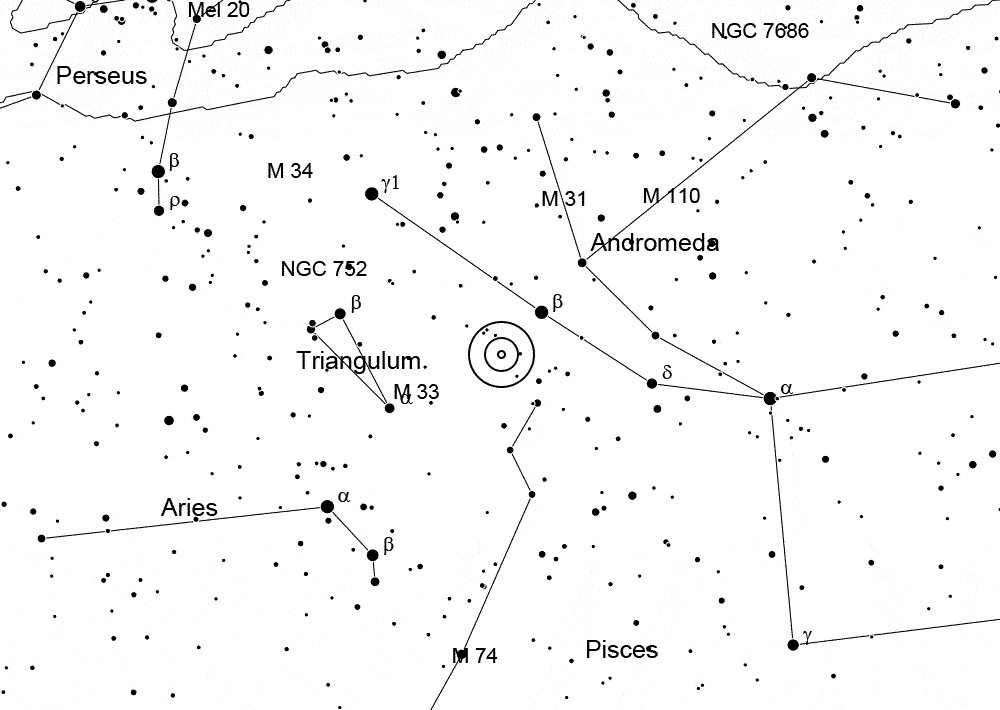 Mel 20
NGC 7686
Perseus
β
M 34
γ1
M 31
M 110
ρ
Andromeda
NGC 752
β
β
Triangulum
δ
α
M 33
α
α
Aries
β
γ
M 74
Pisces